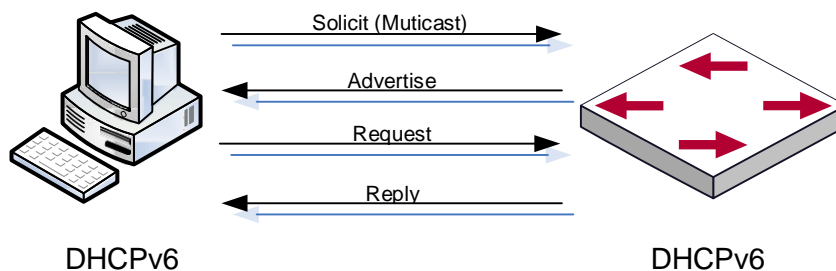 Solicit (Muticast)
Advertise
Request
Reply
DHCPv6
DHCPv6